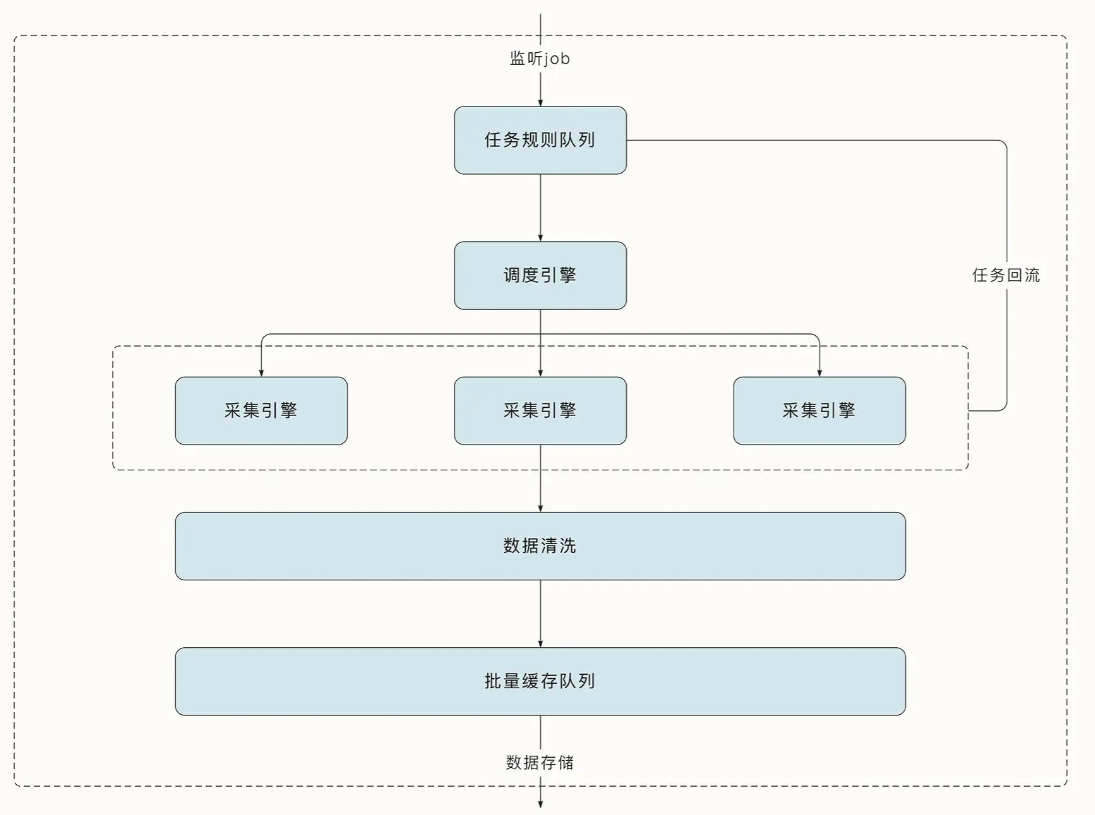 监听job
任务规则队列
调度引擎
任务回流
采集引擎
采集引擎
采集引擎
数据清洗
批量缓存队列
数据存储